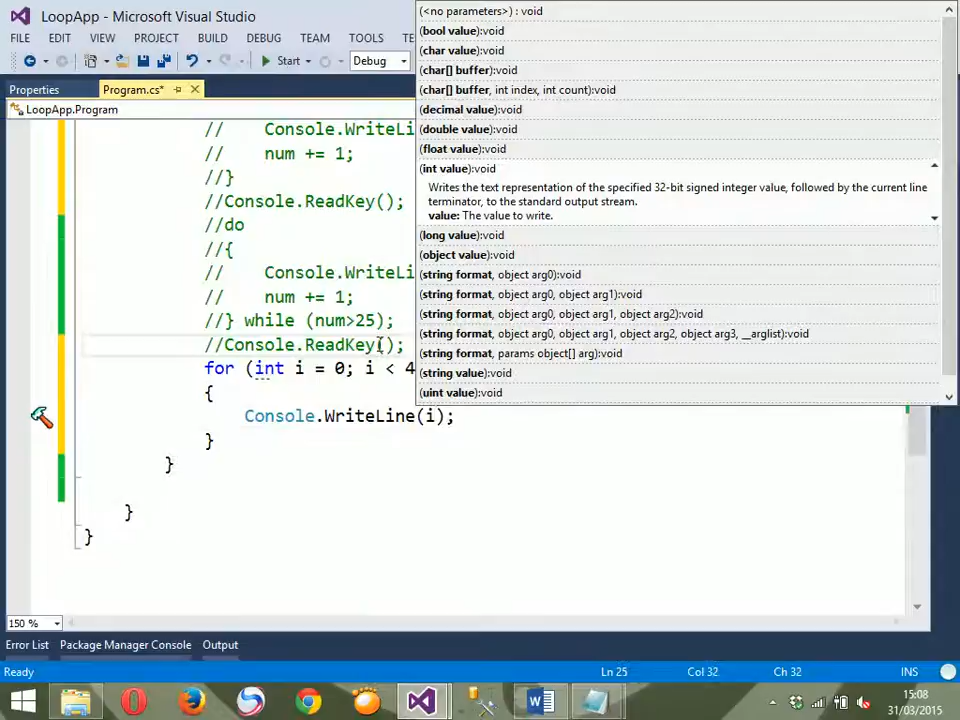 LoopApp - Microsoft Visual Studio
FILE EDIT VIEW PROJECT BUILD DEBUG TEAM TOOLS TE
Start Debug
Properties Program.cs*
LoopApp.Program
(<no parameters>) : void
(bool value):void
(char value):void
(char[] buffer):void
(char[] buffer, int index, int count):void
(decimal value):void
(double value):void
(float value):void
(int value):void
Writes the text representation of the specified 32-bit signed integer value, followed by the current line
terminator, to the standard output stream.
value: The value to write.
(long value):void
(object value):void
(string format, object arg0):void
(string format, object arg0, object arg1):void
(string format, object arg0, object arg1, object arg2):void
(string format, object arg0, object arg1, object arg2, object arg3, __arglist):void
(string format, params object[] arg):void
(string value):void
(uint value):void
// Console.WriteLi
// num += 1;
//}
//Console.ReadKey();
//do
//{
// Console.WriteLi
// num += 1;
//} while (num>25);
//Console.ReadKey();
for (int i = 0; i < 4
{
Console.WriteLine(i);
}
}
}
}
150 %
Error List Package Manager Console Output
Ready Ln 25 Col 32 Ch 32 INS
15:08
31/03/2015